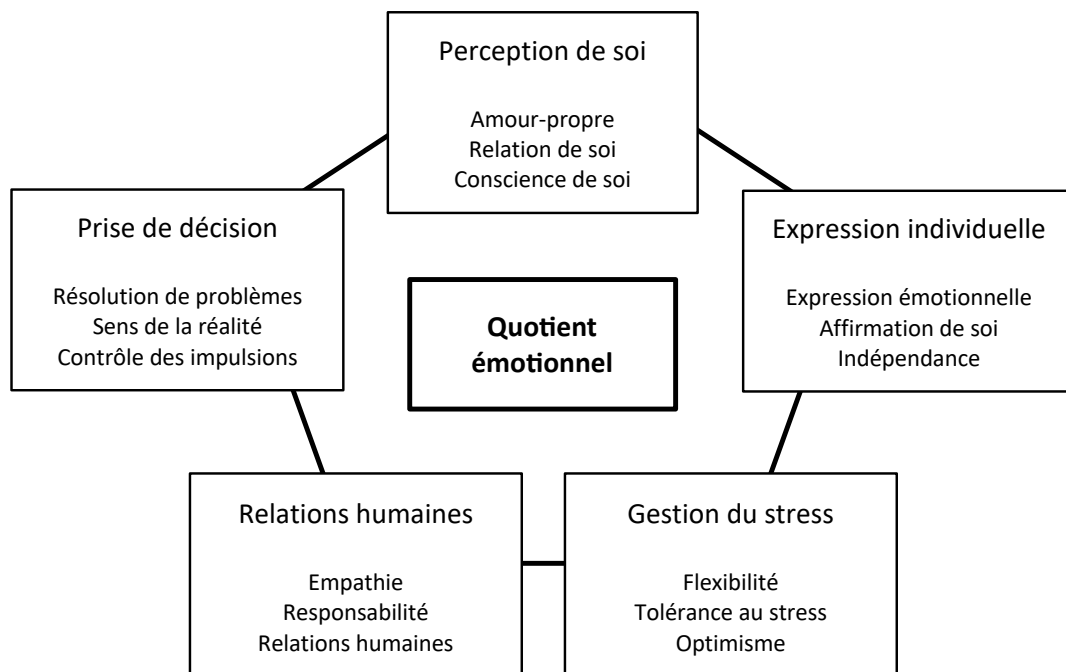 Perception de soi
Amour-propre
Relation de soi
Conscience de soi
Prise de décision
Résolution de problèmes
Sens de la réalité
Contrôle des impulsions
Expression individuelle
Expression émotionnelle
Affirmation de soi
Indépendance
Quotient
émotionnel
Relations humaines
Empathie
Responsabilité
Relations humaines
Gestion du stress
Flexibilité
Tolérance au stress
Optimisme